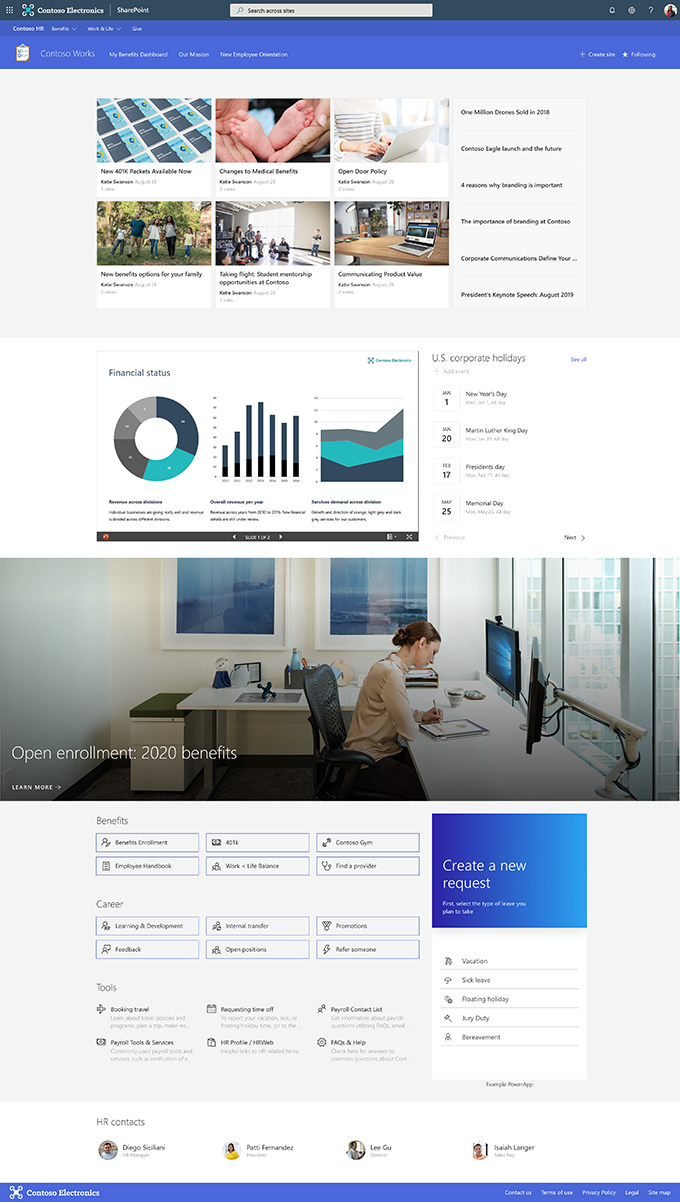 Contoso Electronics
SharePoint
Search across sites
Contoso HR
Benefits
Work & Life
Give
Contoso Works
My Benefits Dashboard
Our Mission
New Employee Orientation
Create site
Following
New 401K Packets Available Now
Katie Swanson August 28
1 view
Changes to Medical Benefits
Katie Swanson August 28
2 views
Open Door Policy
Katie Swanson August 28
2 views
New benefits options for your family
Katie Swanson August 28
2 views
Taking flight: Student mentorship
opportunities at Contoso
Katie Swanson August 28
1 view
Communicating Product Value
Katie Swanson August 28
2 views
One Million Drones Sold in 2018
Contoso Eagle launch and the future
4 reasons why branding is important
The importance of branding at Contoso
Corporate Communications Define Your ...
President's Keynote Speech: August 2019
Contoso Electronics
Financial status
Revenue across divisions
Individual businesses are going really well and revenue
is divided across different divisions.
Overall revenue per year
Revenue across years from 2010 to 2016. New financial
details are still under review.
Services demand across division
Growth and direction of orange, light grey and dark
grey services for our customers.
SLIDE 1 OF 2
U.S. corporate holidays
See all
Add event
JAN
1
New Year's Day
Wed, Jan 1, All day
JAN
20
Martin Luther King Day
Mon, Jan 20, All day
FEB
17
Presidents day
Mon, Feb 17, All day
MAY
25
Memorial Day
Mon, May 25, All day
Previous
Next
Open enrollment: 2020 benefits
LEARN MORE
Benefits
Benefits Enrollment
401k
Contoso Gym
Employee Handbook
Work < Life Balance
Find a provider
Career
Learning & Development
Internal transfer
Promotions
Feedback
Open positions
Refer someone
Tools
Booking travel
Learn about travel policies and
programs, plan a trip, make res...
Requesting time off
To report your vacation, sick, or
floating holiday time, go to the ...
Payroll Contact List
Get information about payroll
questions utilizing FAQs, email ...
Payroll Tools & Services
Commonly used payroll tools and
services such as verification of e...
HR Profile / HRWeb
Helpful links to HR related items
FAQs & Help
Check here for answers to
common questions about Cont...
Create a new
request
First, select the type of leave you
plan to take
Vacation
Sick leave
Floating holiday
Jury Duty
Bereavement
Example PowerApp
HR contacts
Diego Siciliani
HR Manager
Patti Fernandez
President
Lee Gu
Director
Isaiah Langer
Sales Rep
Contoso Electronics
Contact us
Terms of use
Privacy Policy
Legal
Site map